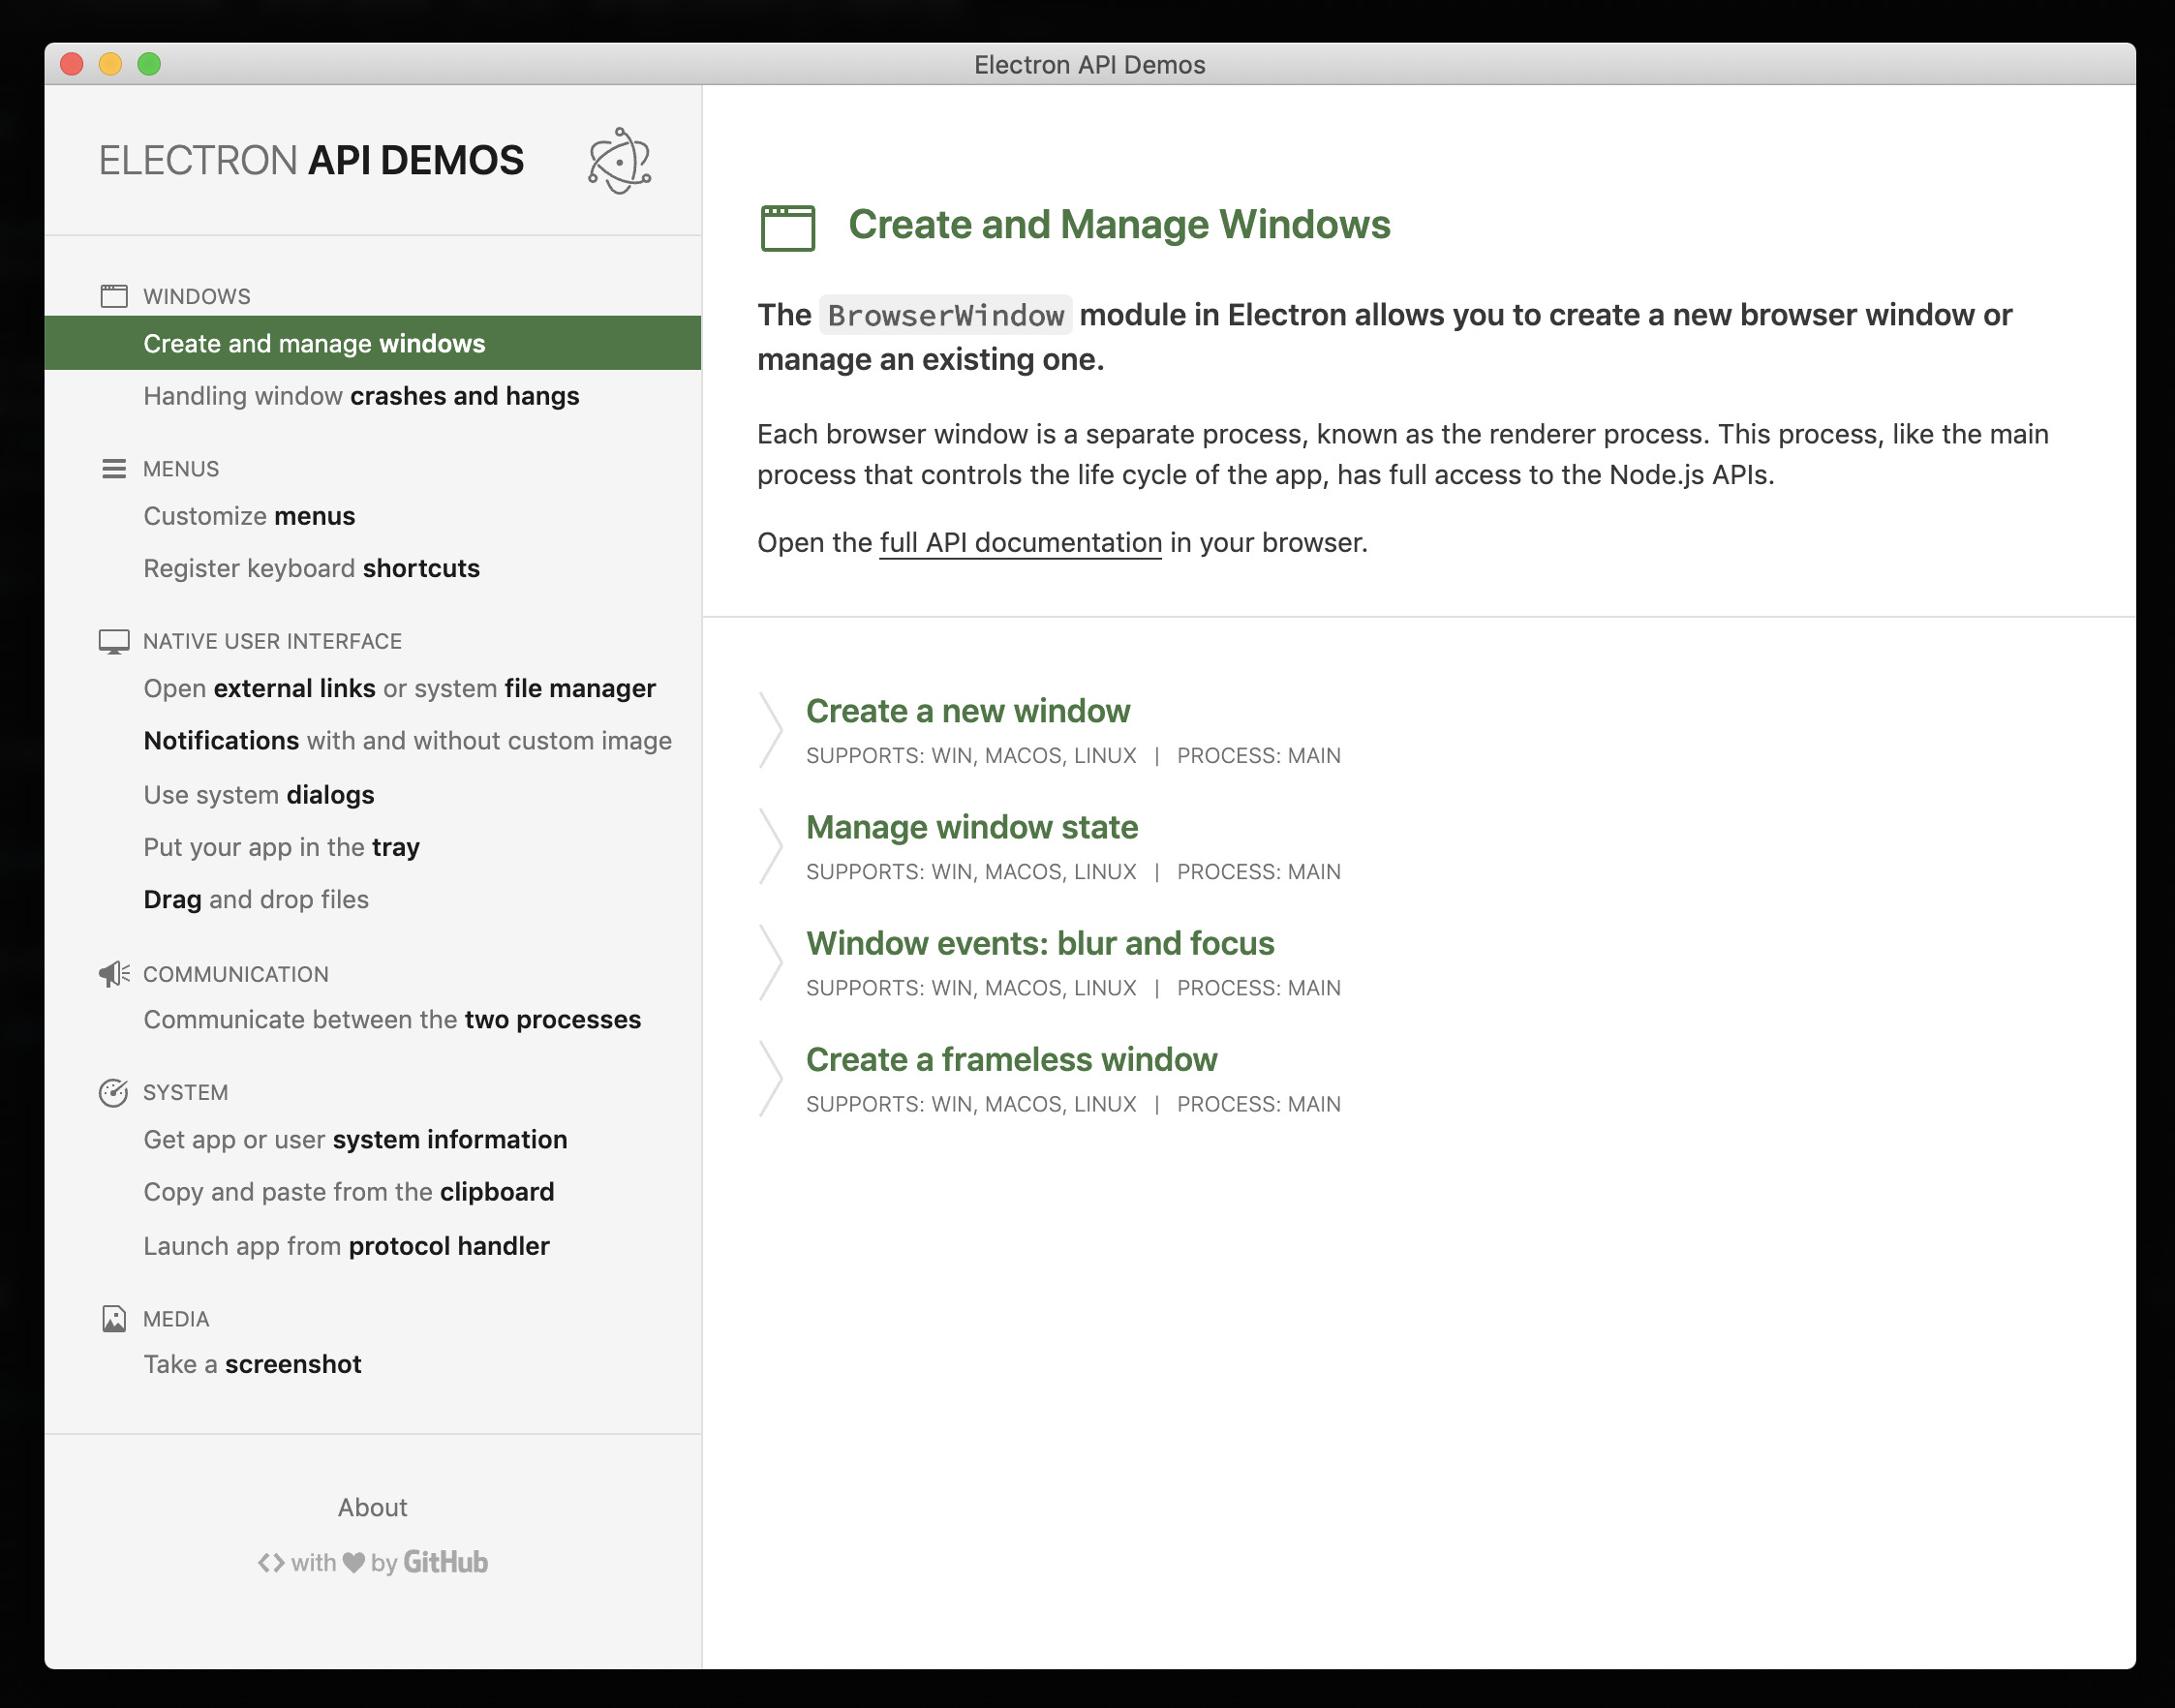 Electron API Demos
ELECTRON API DEMOS
WINDOWS
Create and manage windows
Handling window crashes and hangs
MENUS
Customize menus
Register keyboard shortcuts
NATIVE USER INTERFACE
Open external links or system file manager
Notifications with and without custom image
Use system dialogs
Put your app in the tray
Drag and drop files
COMMUNICATION
Communicate between the two processes
SYSTEM
Get app or user system information
Copy and paste from the clipboard
Launch app from protocol handler
MEDIA
Take a screenshot
About
with by GitHub
Create and Manage Windows
The BrowserWindow module in Electron allows you to create a new browser window or
manage an existing one.
Each browser window is a separate process, known as the renderer process. This process, like the main
process that controls the life cycle of the app, has full access to the Node.js APIs.
Open the full API documentation in your browser.
Create a new window
SUPPORTS: WIN, MACOS, LINUX | PROCESS: MAIN
Manage window state
SUPPORTS: WIN, MACOS, LINUX | PROCESS: MAIN
Window events: blur and focus
SUPPORTS: WIN, MACOS, LINUX | PROCESS: MAIN
Create a frameless window
SUPPORTS: WIN, MACOS, LINUX | PROCESS: MAIN